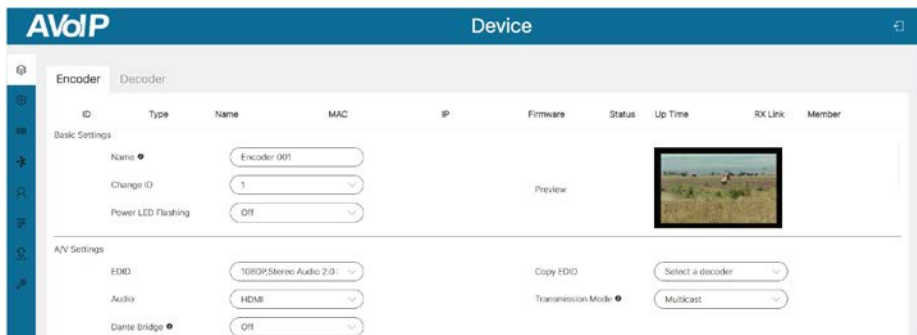 AVoIP Device
Encoder Decoder
ID Type Name MAC IP Firmware Status Up Time RX Link Member
Basic Settings
Name Encoder 001
Change ID 1
Preview
Power LED Flashing Off
A/V Settings
EDID 1080P,Stereo Audio 2.0 Copy EDID Select a decoder
Audio HDMI Transmission Mode Multicast
Dante Bridge Off